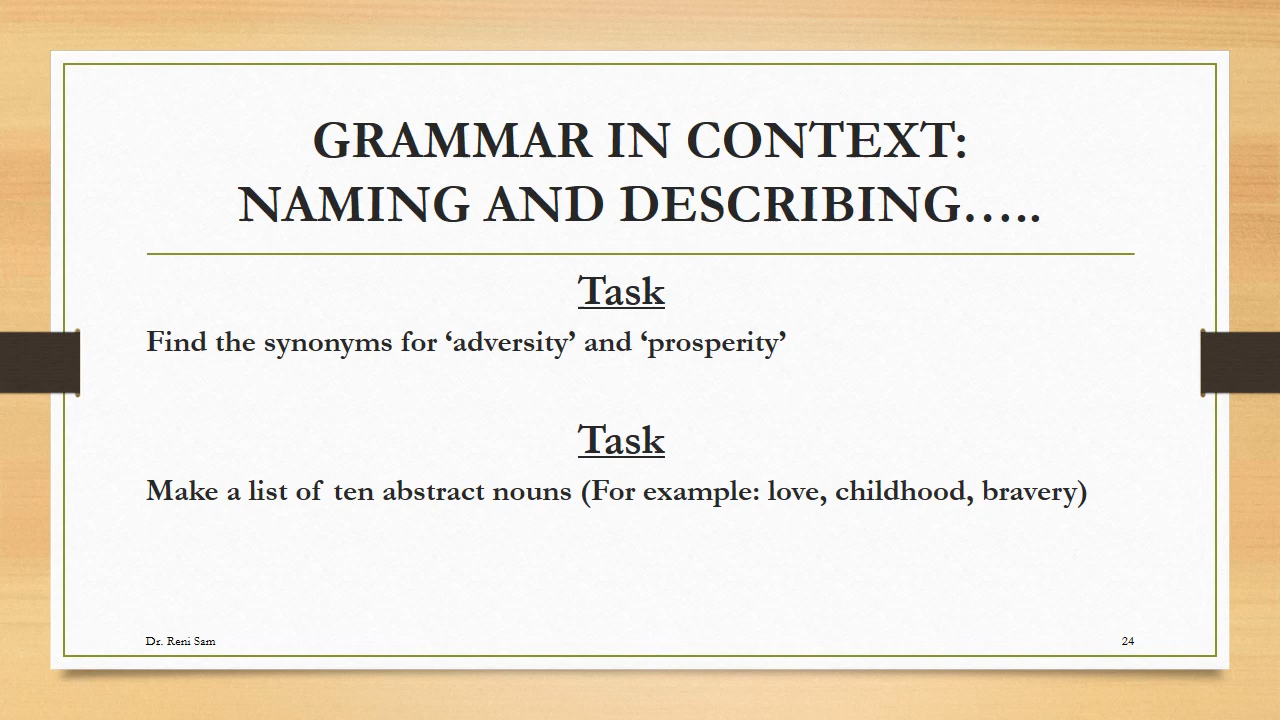 GRAMMAR IN CONTEXT:
NAMING AND DESCRIBING…..
Task
Find the synonyms for ‘adversity’ and ‘prosperity’
Task
Make a list of ten abstract nouns (For example: love, childhood, bravery)
Dr. Reni Sam
24